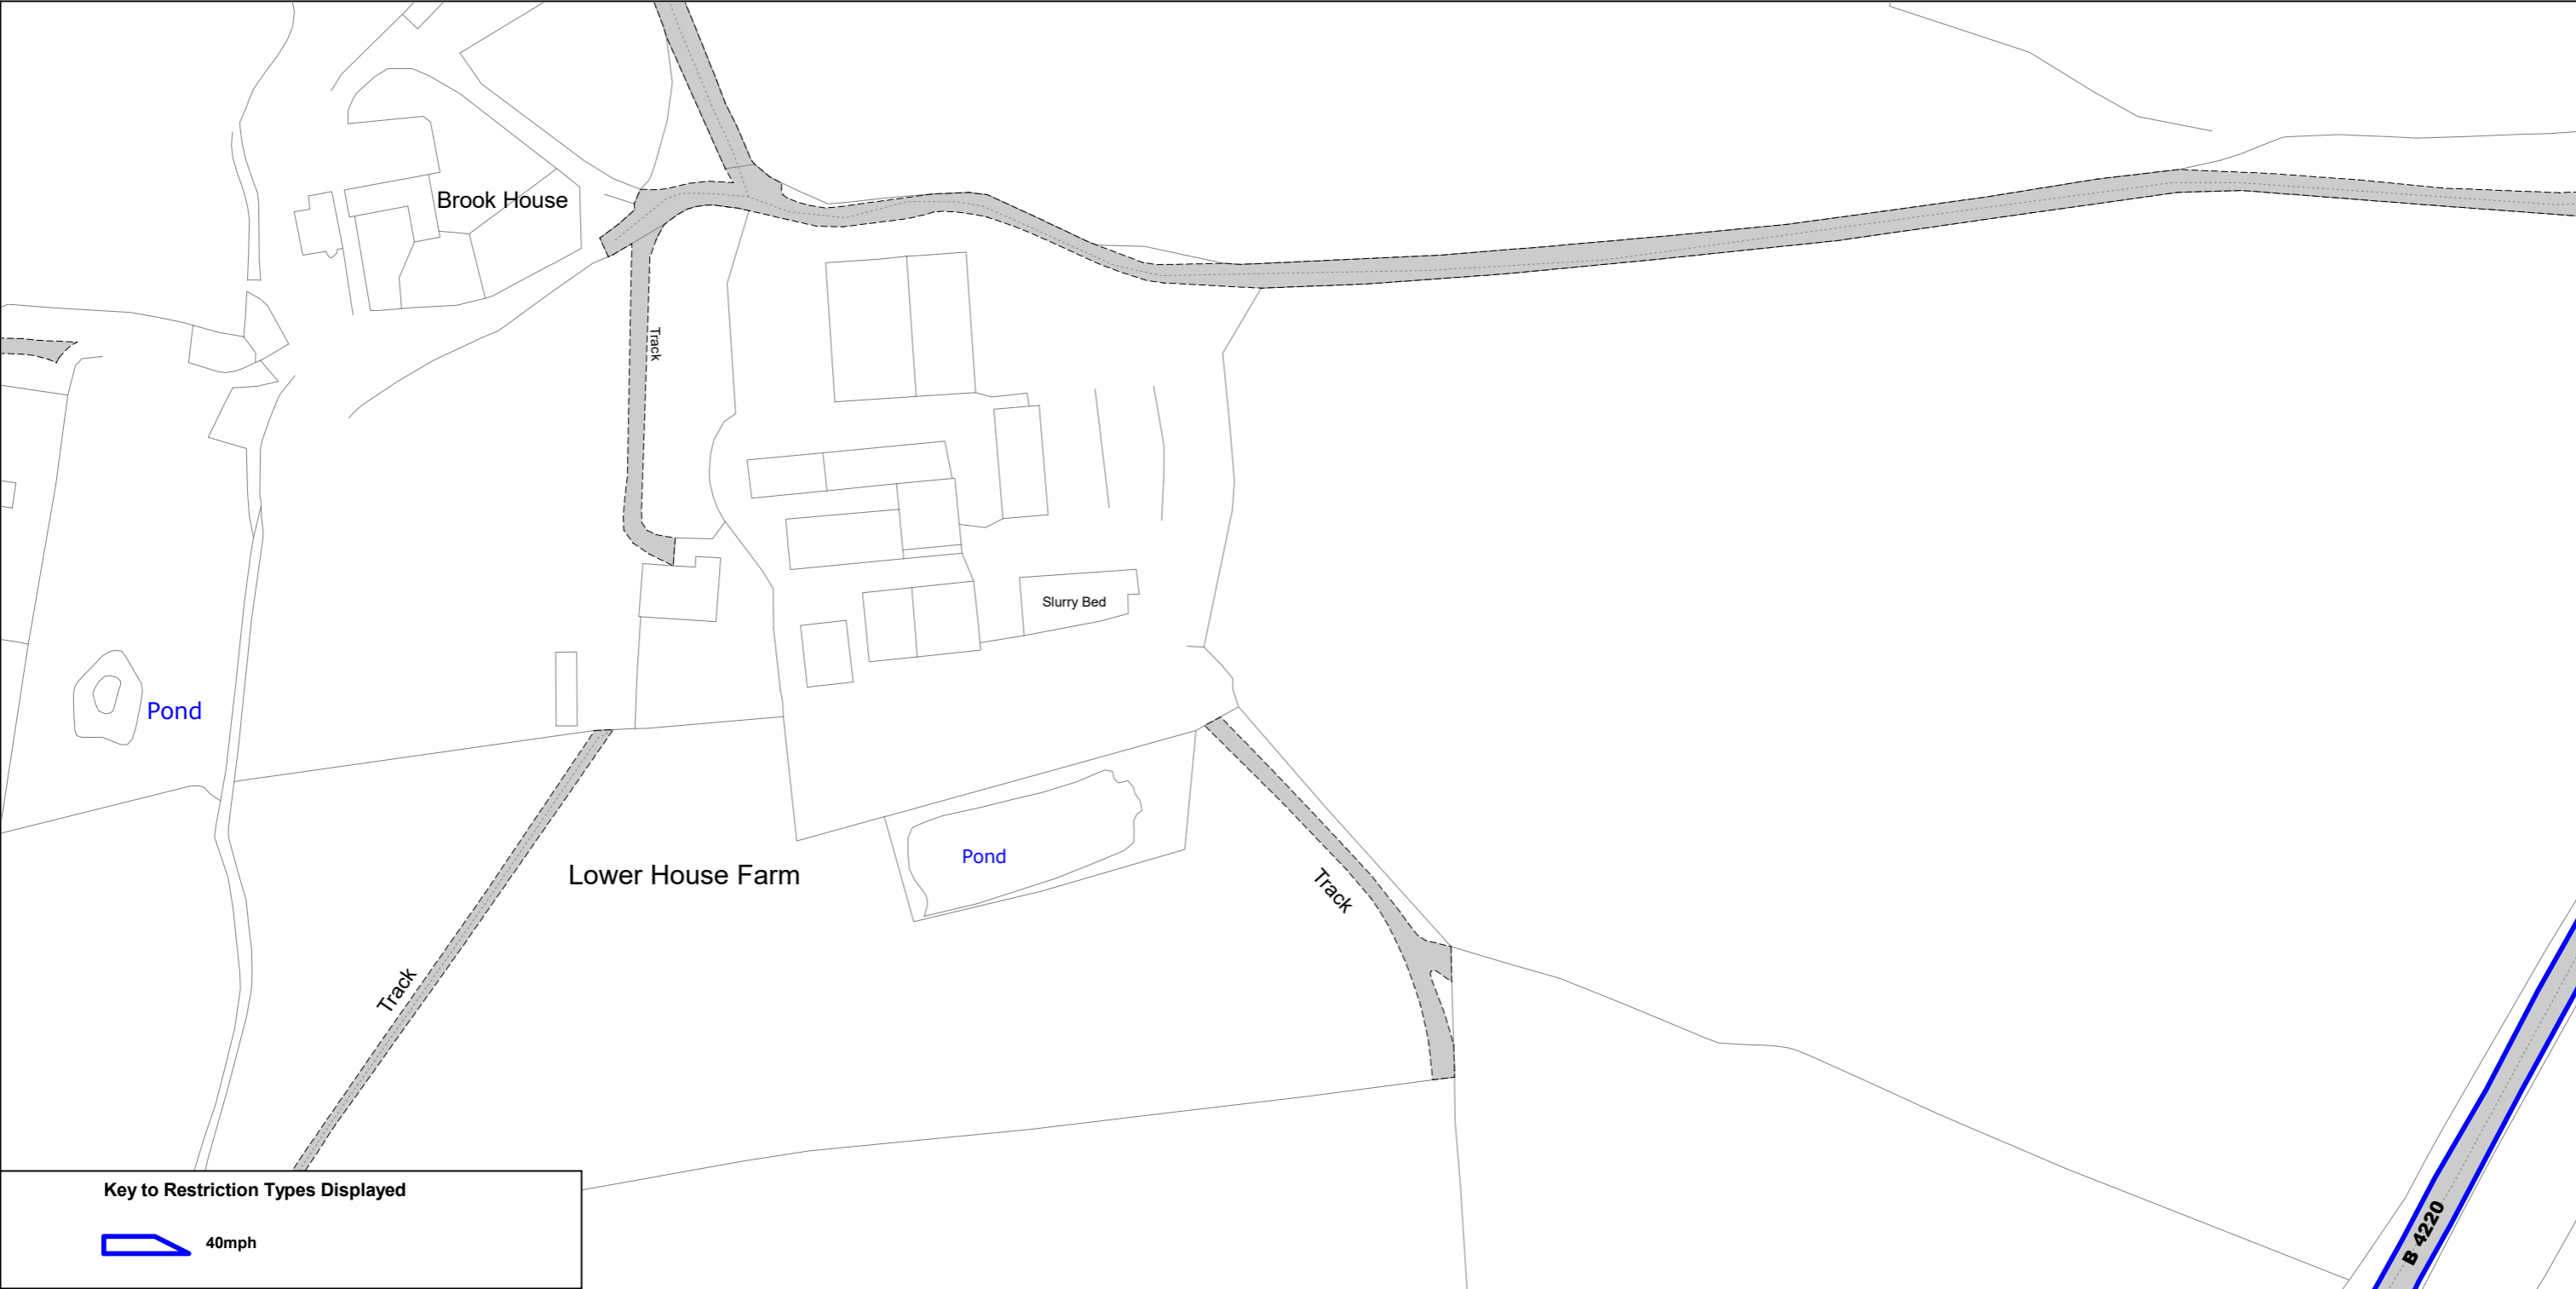 Brook House
Track
Slurry Bed
Pond
Pond
Lower House Farm
Track
Track
B 4220
Key to Restriction Types Displayed
40mph